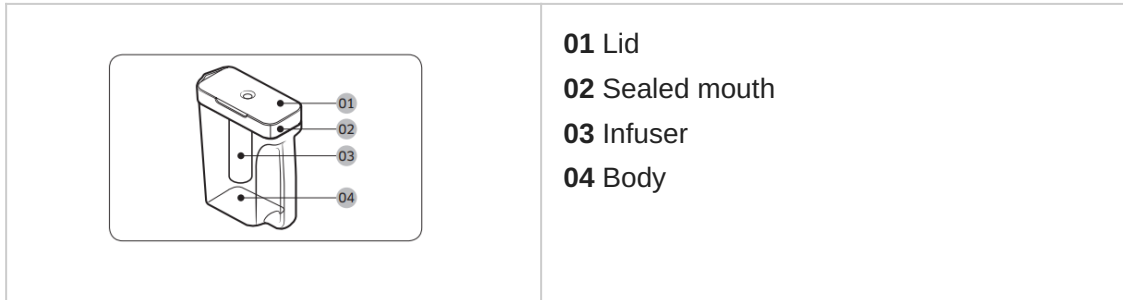 01
02
03
04
01 Lid
02 Sealed mouth
03 Infuser
04 Body